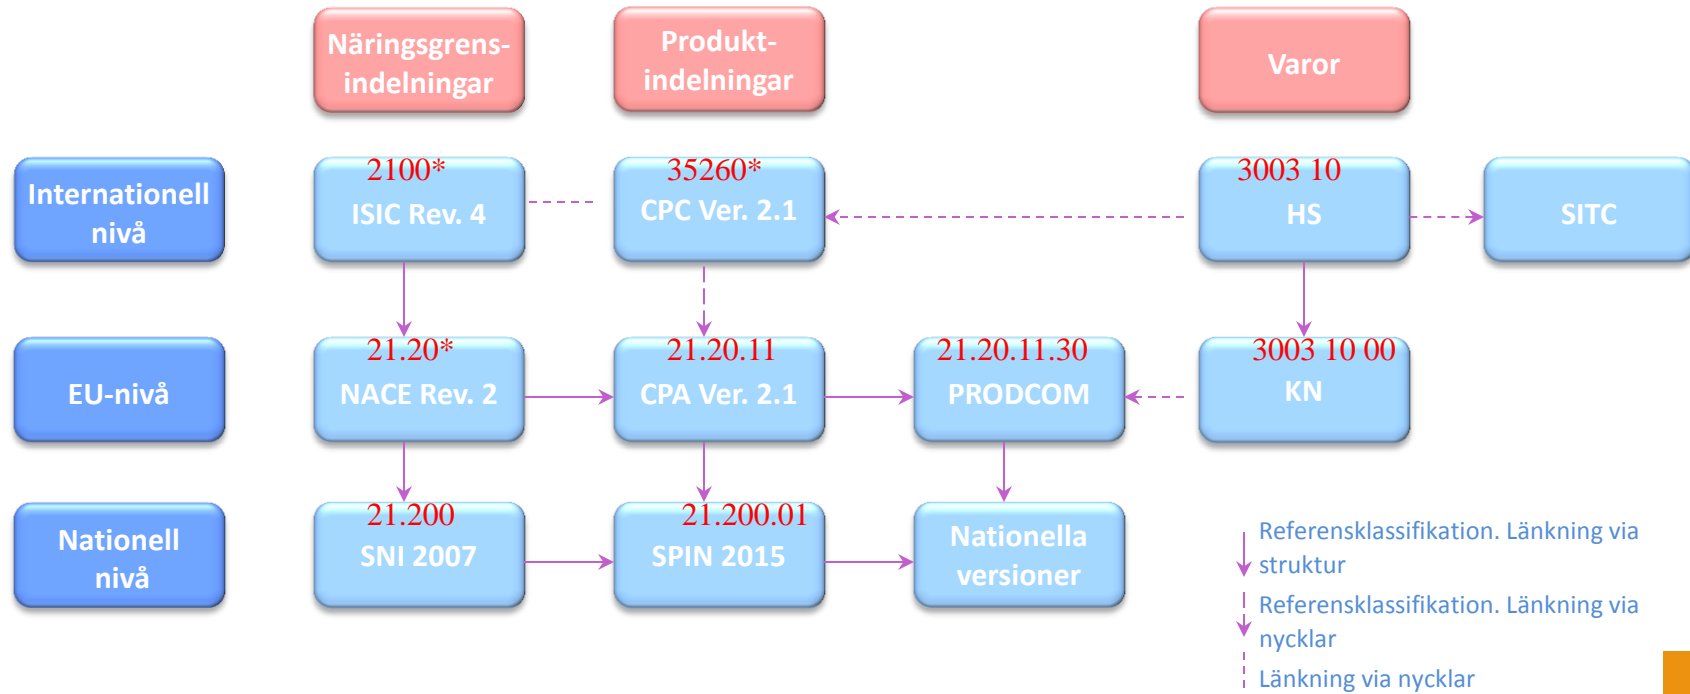 Näringsgrens-
indelningar
Produkt-
indelningar
Varor
Internationell
nivå
2100*
ISIC Rev. 4
35260*
CPC Ver. 2.1
3003 10
HS
SITC
EU-nivå
21.20*
NACE Rev. 2
21.20.11
CPA Ver. 2.1
21.20.11.30
PRODCOM
3003 10 00
KN
Nationell
nivå
21.200
SNI 2007
21.200.01
SPIN 2015
Nationella
versioner
Referensklassifikation. Länkning via
struktur
Referensklassifikation. Länkning via
nycklar
Länkning via nycklar